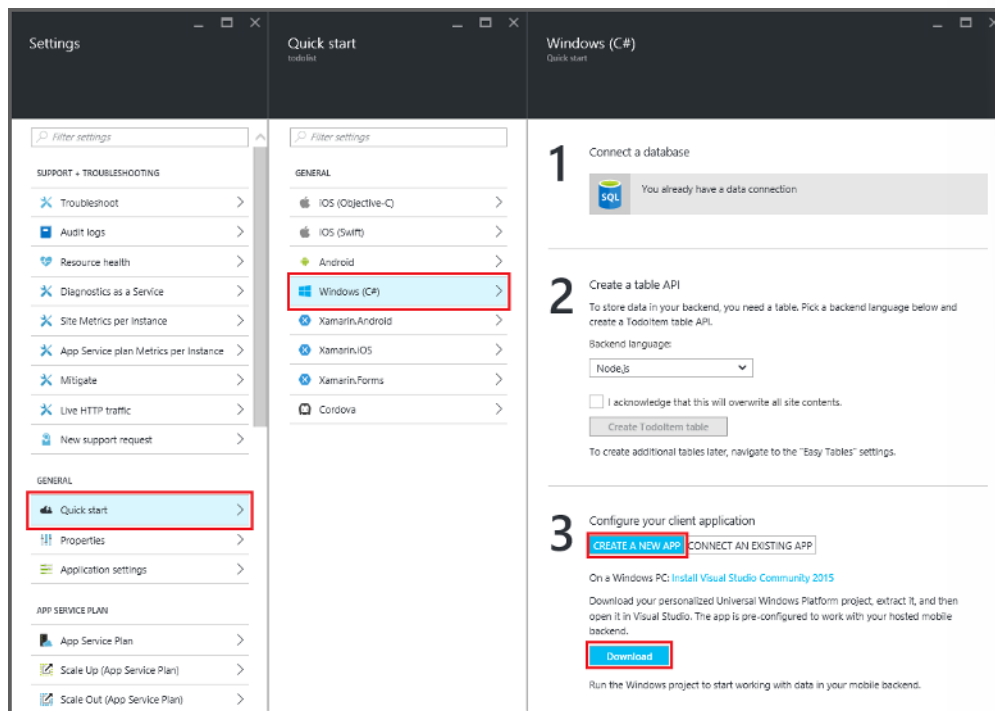 Settings
Filter settings
SUPPORT + TROUBLESHOOTING
Troubleshoot
Audit logs
Resource health
Diagnostics as a Service
Site Metrics per Instance
App Service plan Metrics per Instance
Mitigate
Live HTTP traffic
New support request
GENERAL
Quick start
Properties
Application settings
APP SERVICE PLAN
App Service Plan
Scale Up (App Service Plan)
Scale Out (App Service Plan)
Quick start
todolist
Filter settings
GENERAL
iOS (Objective-C)
iOS (Swift)
Android
Windows (C#)
Xamarin.Android
Xamarin.iOS
Xamarin.Forms
Cordova
Windows (C#)
Quick start
1
Connect a database
SQL
You already have a data connection
2
Create a table API
To store data in your backend, you need a table. Pick a backend language below and
create a TodoItem table API.
Backend language:
Node.js
I acknowledge that this will overwrite all site contents.
Create TodoItem table
To create additional tables later, navigate to the "Easy Tables" settings.
3
Configure your client application
CREATE A NEW APP CONNECT AN EXISTING APP
On a Windows PC: Install Visual Studio Community 2015
Download your personalized Universal Windows Platform project, extract it, and then
open it in Visual Studio. The app is pre-configured to work with your hosted mobile
backend.
Download
Run the Windows project to start working with data in your mobile backend.